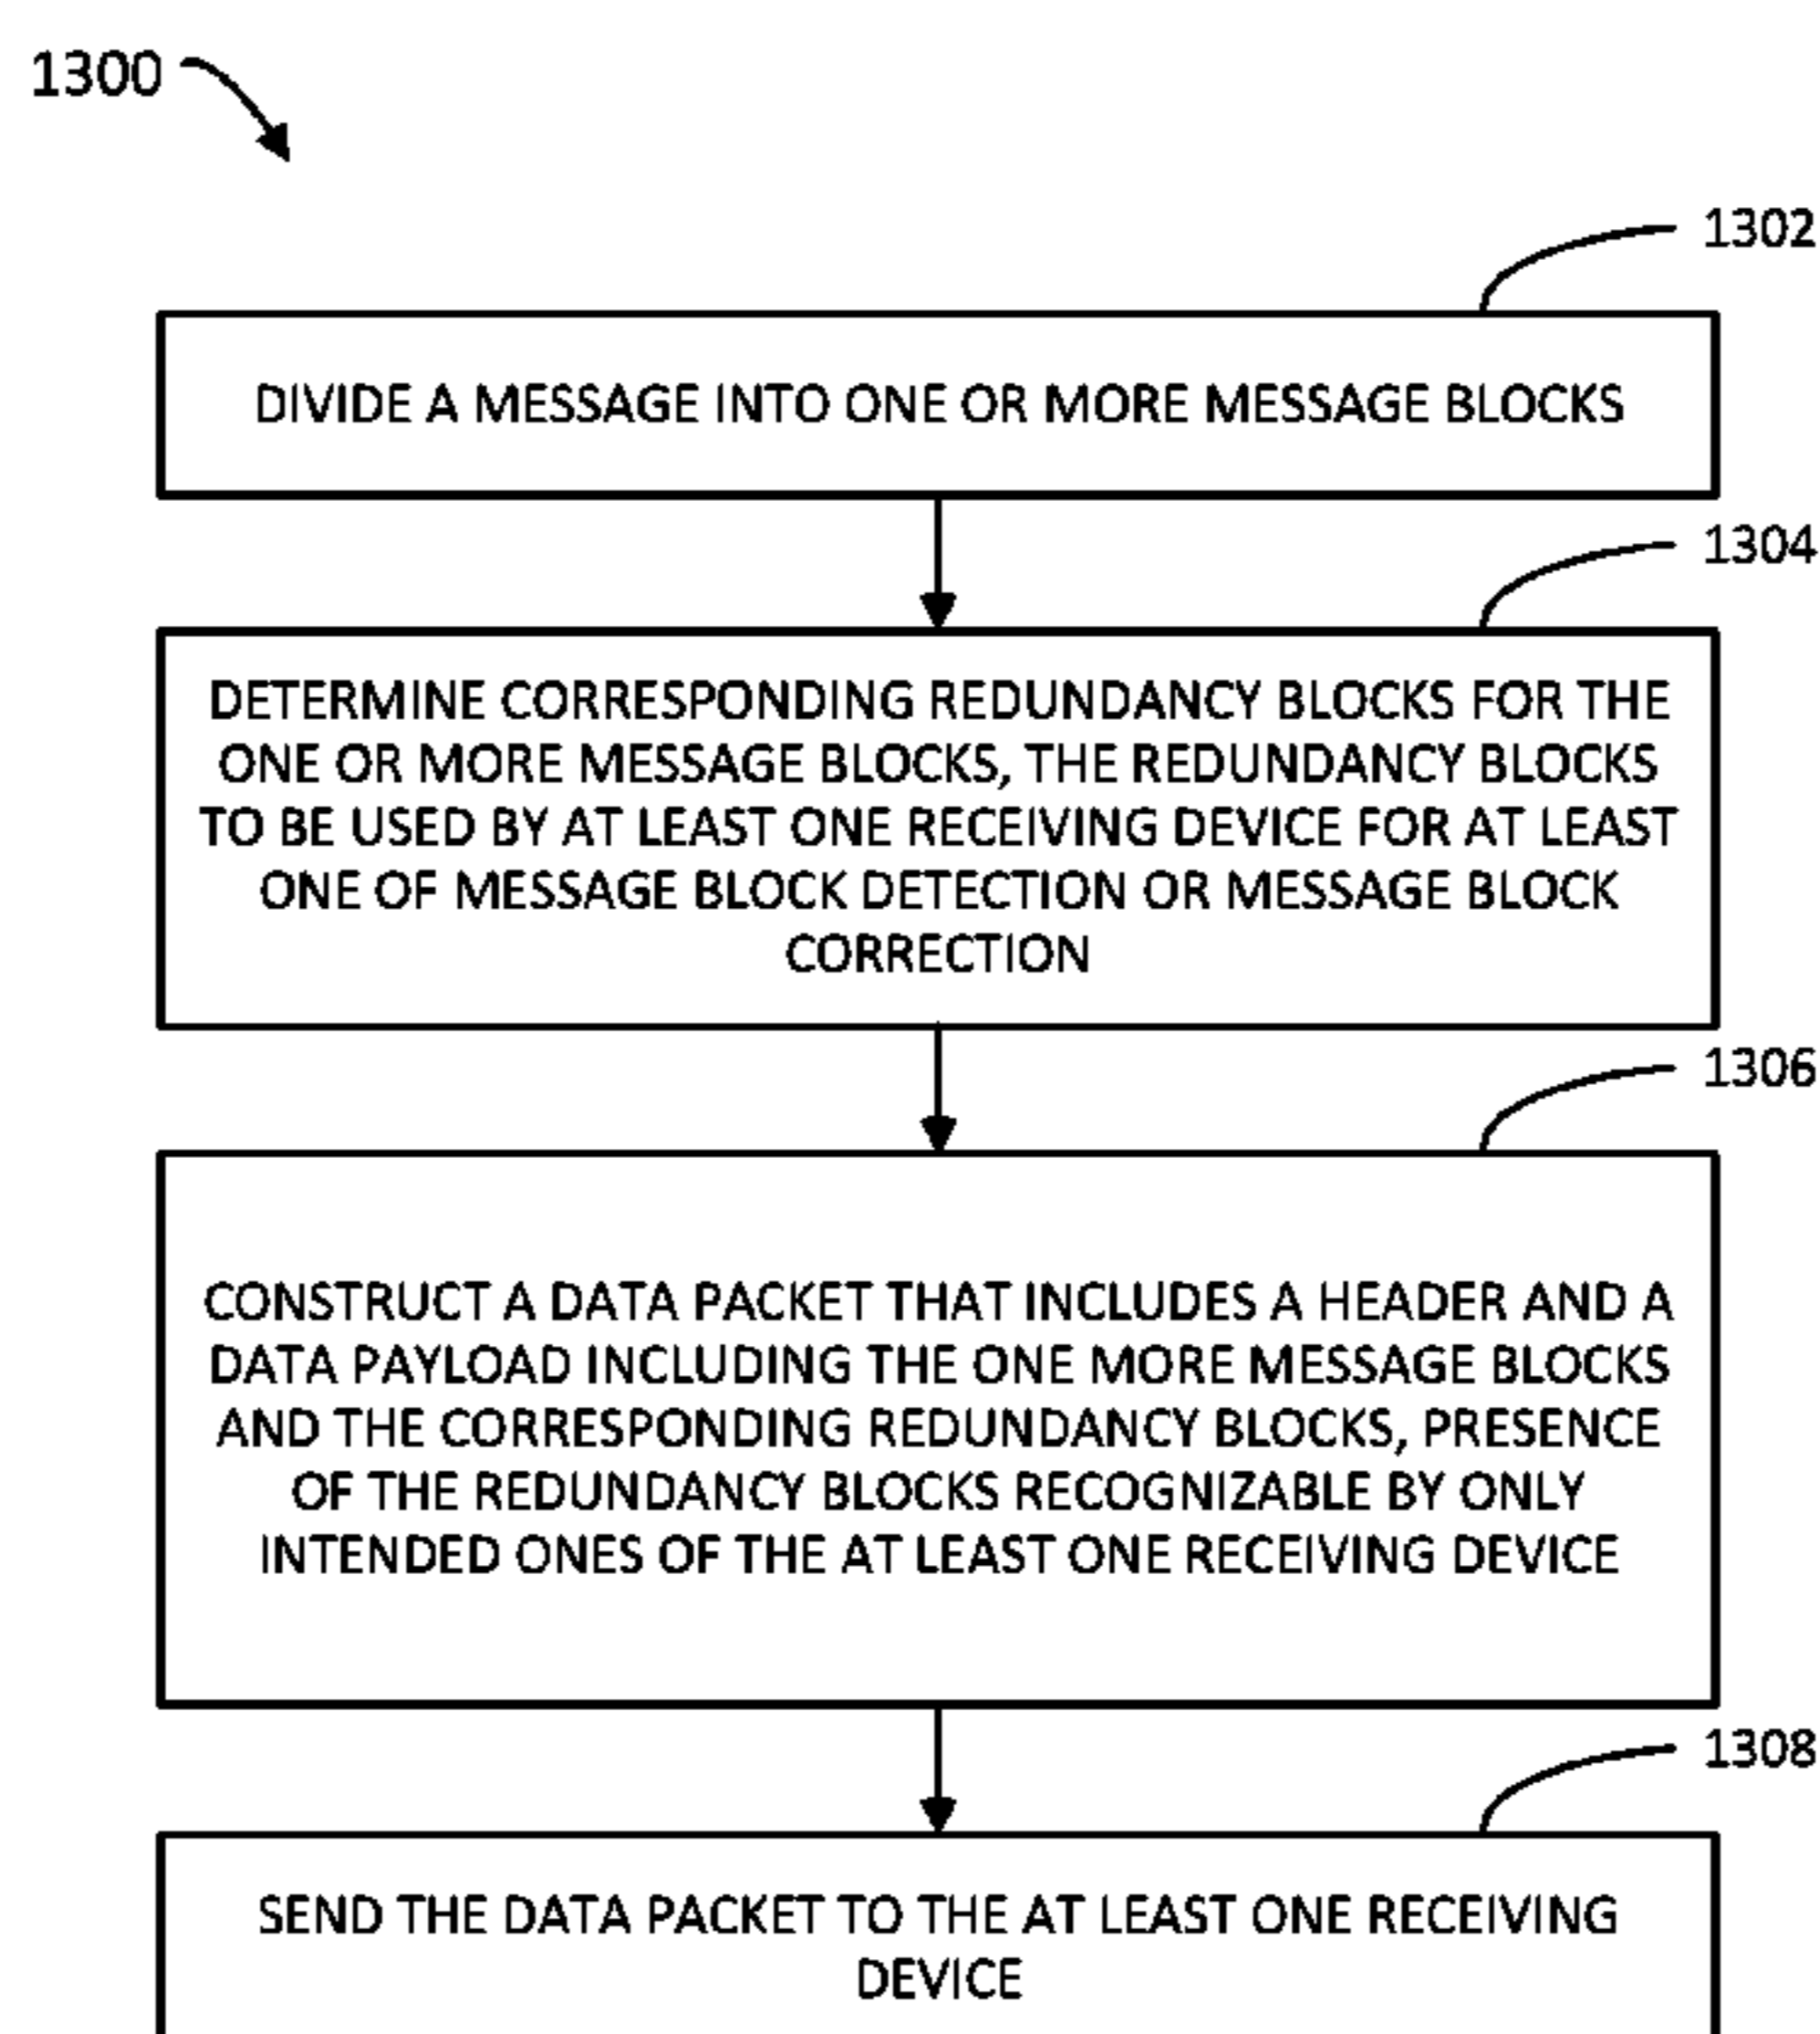 1300
1302
DIVIDE A MESSAGE INTO ONE OR MORE MESSAGE BLOCKS
1304
DETERMINE CORRESPONDING REDUNDANCY BLOCKS FOR THE
ONE OR MORE MESSAGE BLOCKS, THE REDUNDANCY BLOCKS
TO BE USED BY AT LEAST ONE RECEIVING DEVICE FOR AT LEAST
ONE OF MESSAGE BLOCK DETECTION OR MESSAGE BLOCK
CORRECTION
1306
CONSTRUCT A DATA PACKET THAT INCLUDES A HEADER AND A
DATA PAYLOAD INCLUDING THE ONE MORE MESSAGE BLOCKS
AND THE CORRESPONDING REDUNDANCY BLOCKS, PRESENCE
OF THE REDUNDANCY BLOCKS RECOGNIZABLE BY ONLY
INTENDED ONES OF THE AT LEAST ONE RECEIVING DEVICE
1308
SEND THE DATA PACKET TO THE AT LEAST ONE RECEIVING
DEVICE